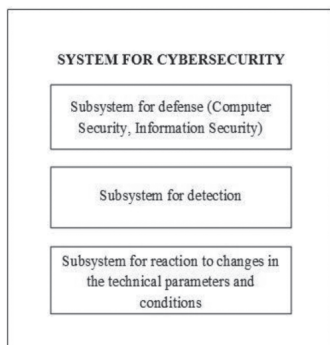 SYSTEM FOR CYBERSECURITY
Subsystem for defense (Computer
Security, Information Security)
Subsystem for detection
Subsystem for reaction to changes in
the technical parameters and
conditions